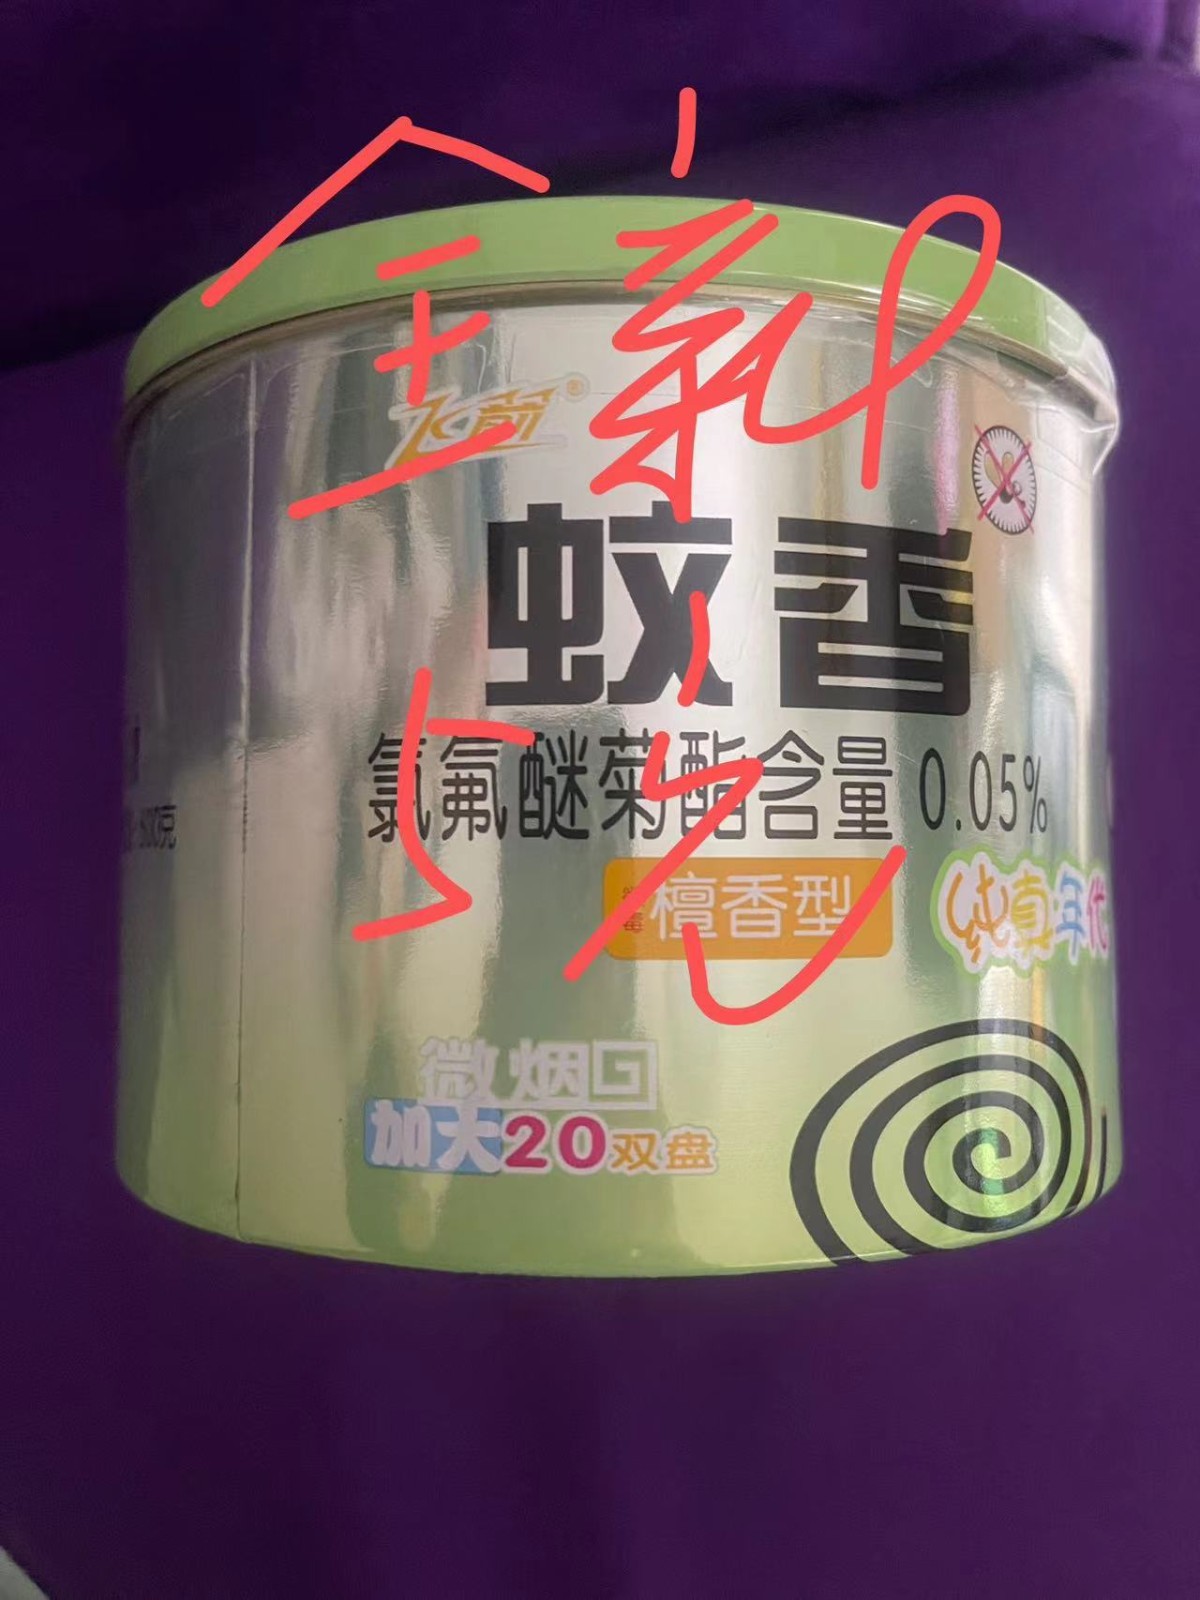 全新
飞箭®
蚊香
氯氟醚菊酯含量 0.05%
5元
檀香型
纯真年代
微烟
加大20双盘